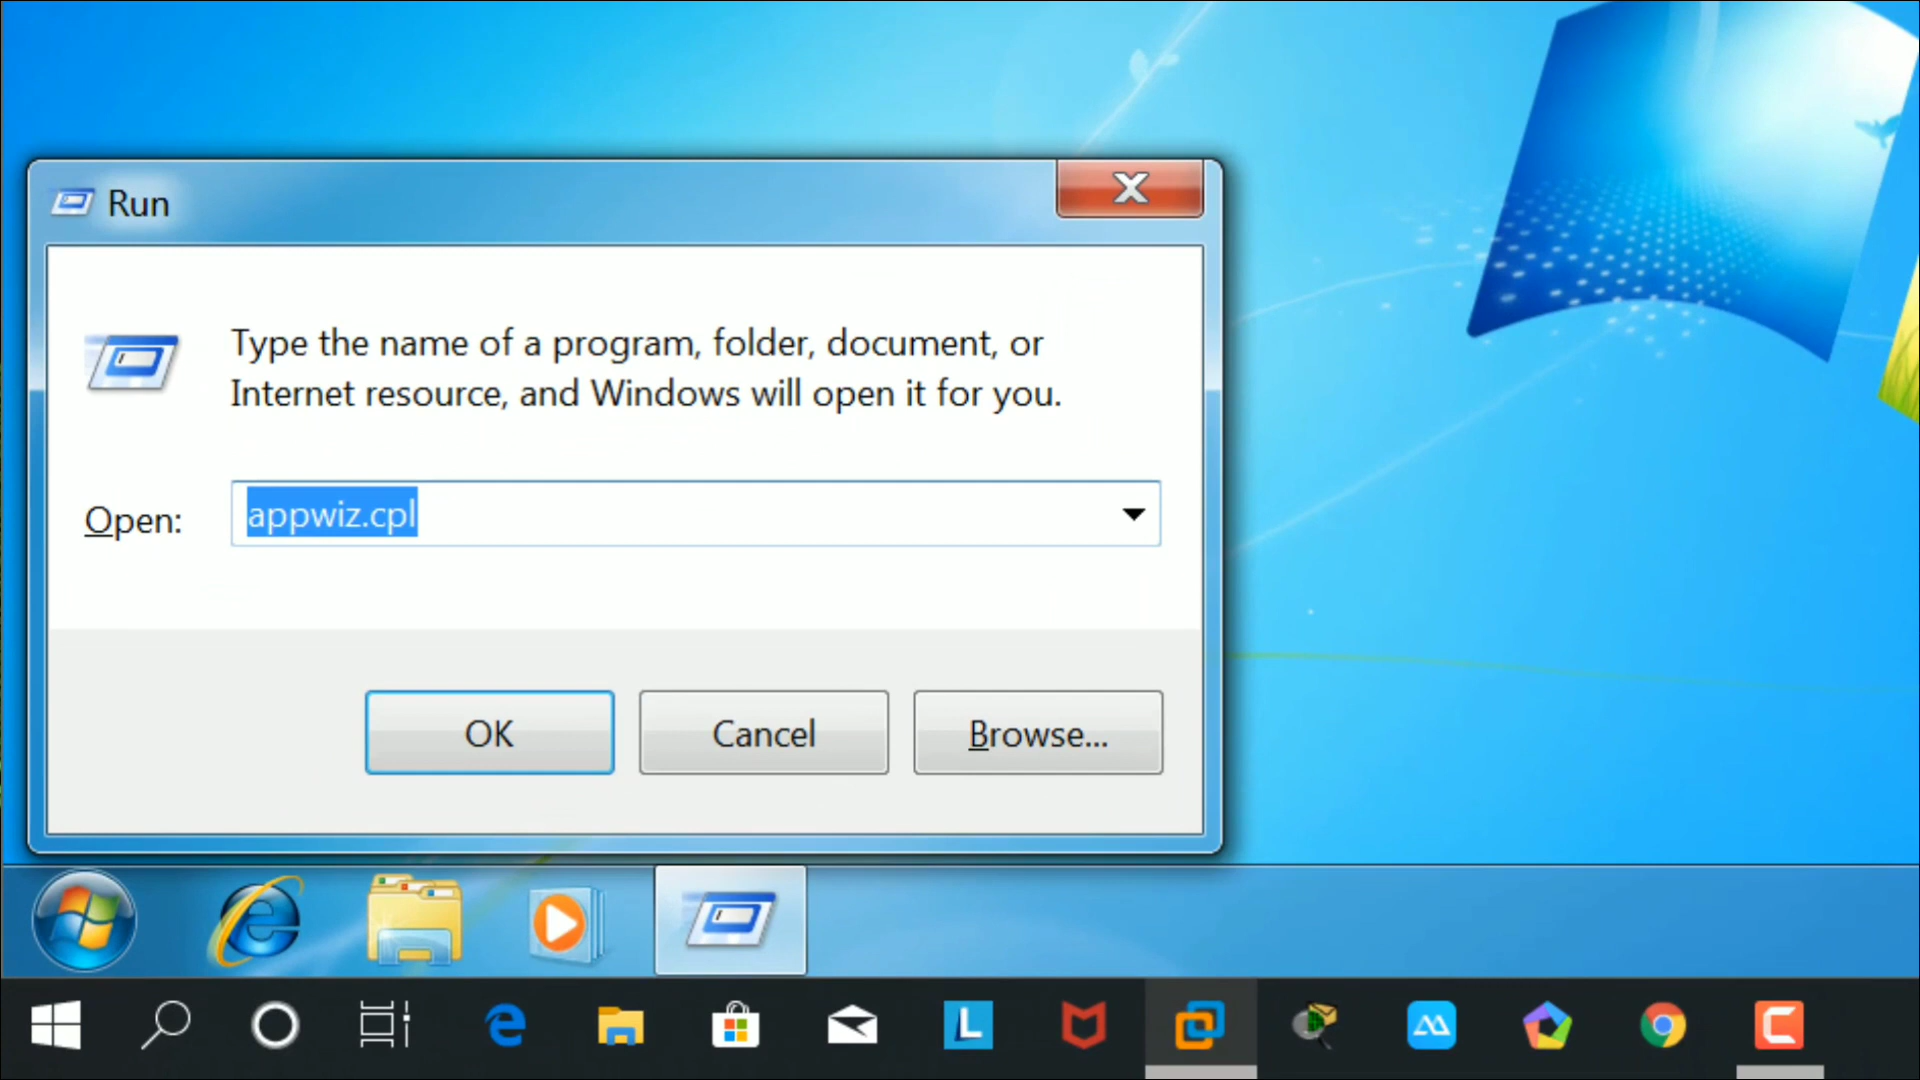 Run
Type the name of a program, folder, document, or
Internet resource, and Windows will open it for you.
Open:
appwiz.cpl
OK
Cancel
Browse...